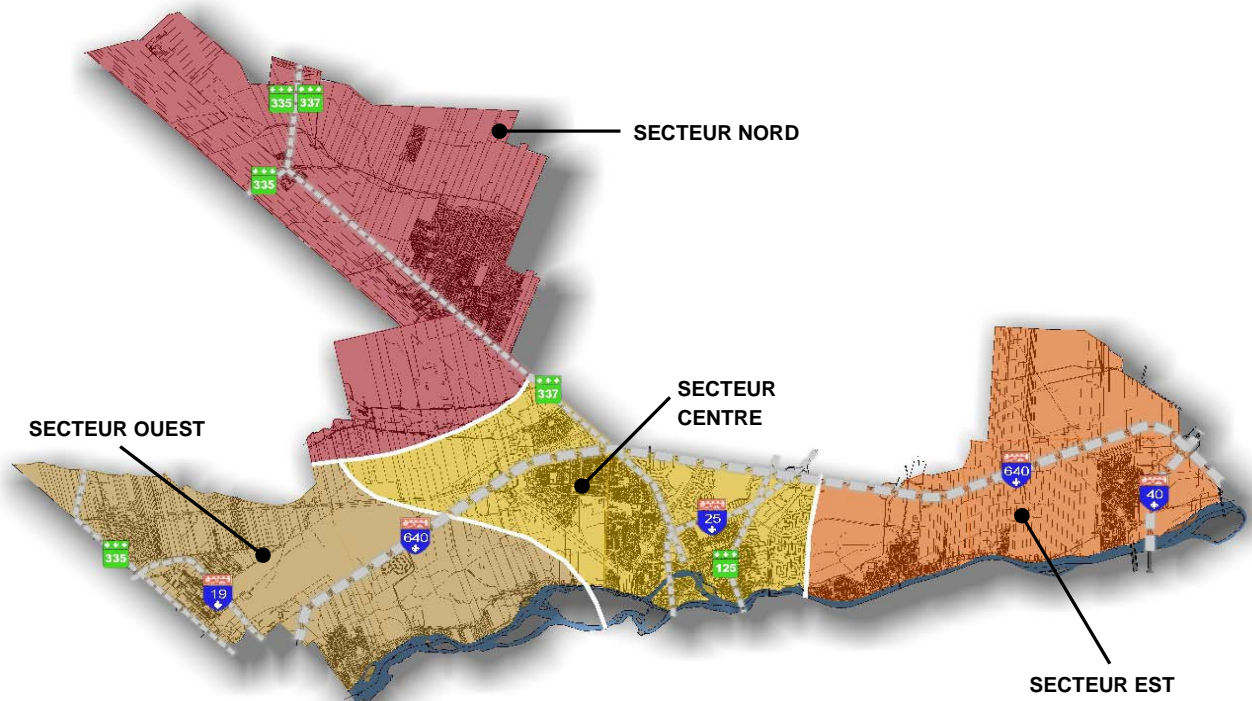 335 337
SECTEUR NORD
335
337
SECTEUR
CENTRE
SECTEUR OUEST
640
40
25
640
125
335
19
SECTEUR EST